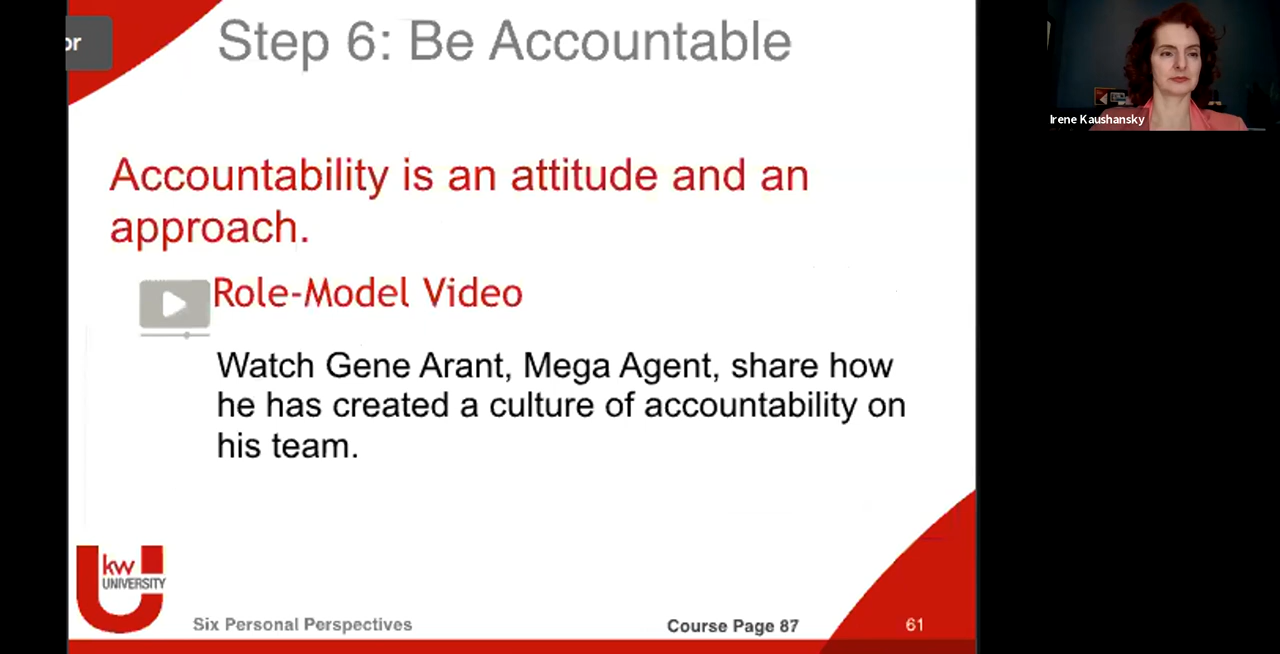 or
Step 6: Be Accountable
Irene Kaushansky
Accountability is an attitude and an
approach.
Role-Model Video
Watch Gene Arant, Mega Agent, share how
he has created a culture of accountability on
his team.
kw
UNIVERSITY
Six Personal Perspectives
Course Page 87
61